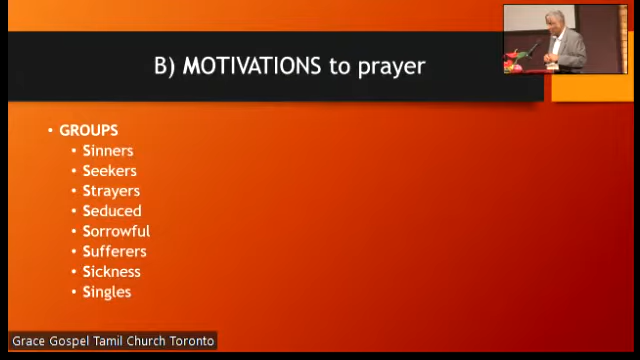 B) MOTIVATIONS to prayer
• GROUPS
• Sinners
• Seekers
• Strayers
• Seduced
• Sorrowful
• Sufferers
• Sickness
• Singles
Grace Gospel Tamil Church Toronto